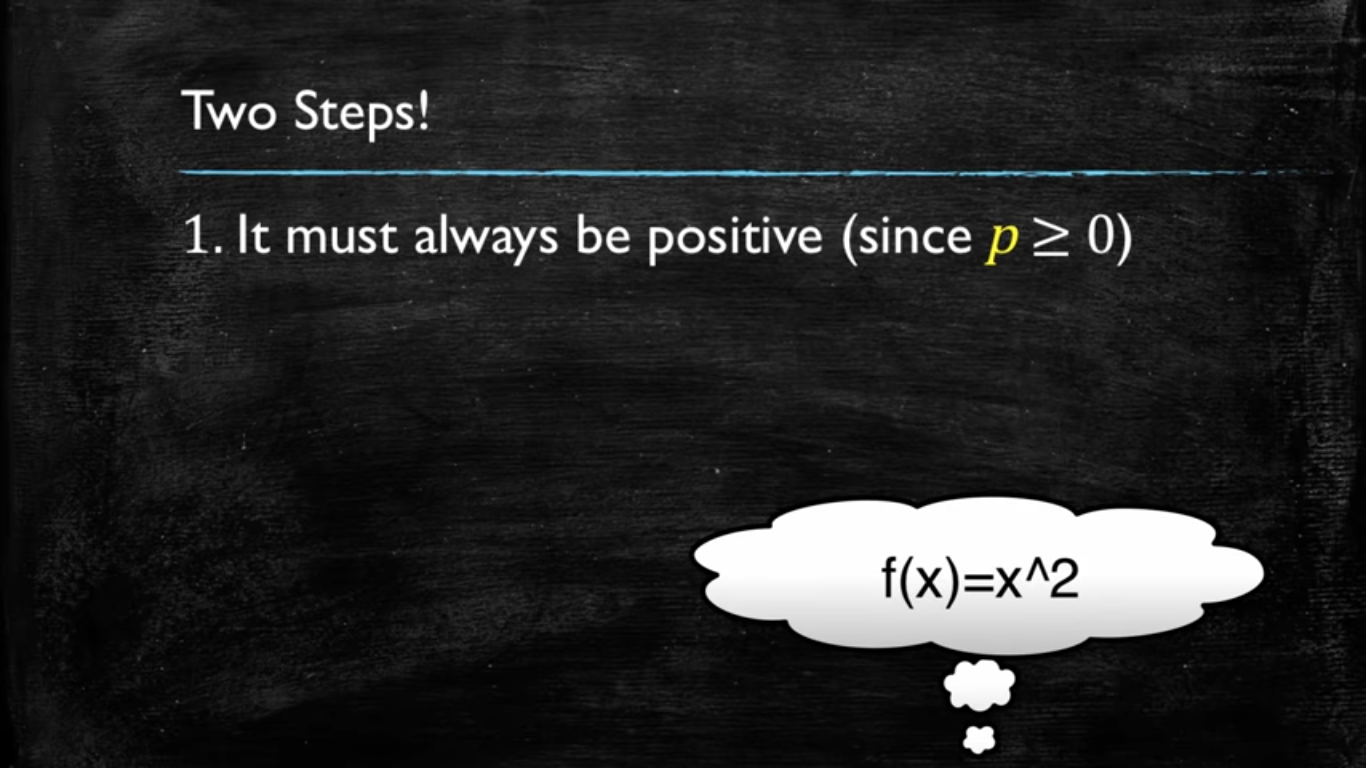 Two Steps!
1. It must always be positive (since p ≥ 0)
f(x)=x^2